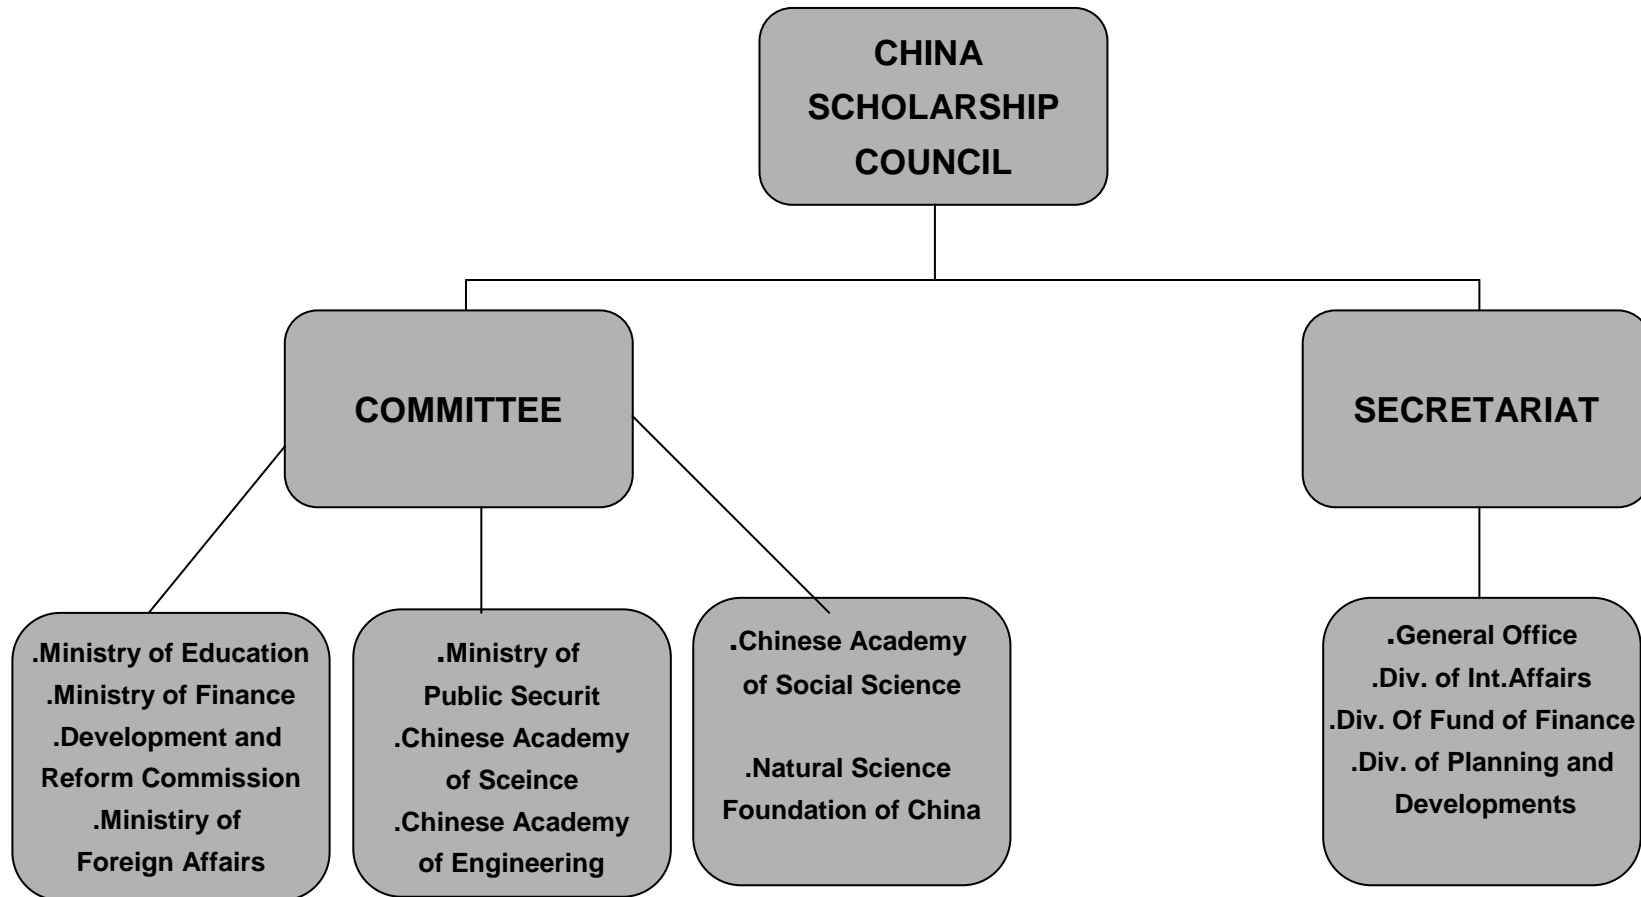 CHINA
SCHOLARSHIP
COUNCIL
COMMITTEE
SECRETARIAT
.Ministry of Education
.Ministry of Finance
.Development and
Reform Commission
.Ministiry of
Foreign Affairs
.Ministry of
Public Securit
.Chinese Academy
of Sceince
.Chinese Academy
of Engineering
.Chinese Academy
of Social Science
.Natural Science
Foundation of China
.General Office
.Div. of Int.Affairs
.Div. Of Fund of Finance
.Div. of Planning and
Developments